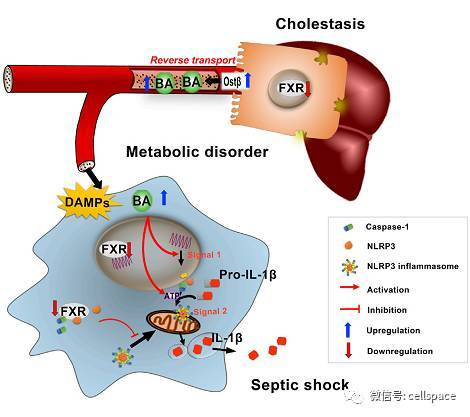 Cholestasis
Reverse transport
BA
BA
Ostβ
FXR
Metabolic disorder
DAMPs
BA
FXR
Signal 1
Pro-IL-1β
ATP
FXR
Signal 2
IL-1β
Septic shock
Caspase-1
NLRP3
NLRP3 inflammasome
Activation
Inhibition
Upregulation
Downregulation
微信号: cellspace